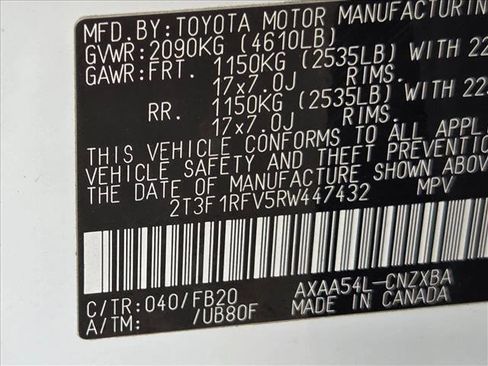 MFD.BY:TOYOTA MOTOR MANUFACTURIN
GVWR:2090KG (4610LB)
GAWR:FRT. 1150KG (2535LB) WITH 22
17x7.0J RIMS.
RR. 1150KG (2535LB) WITH 22
17x7.0J RIMS.
THIS VEHICLE CONFORMS TO ALL APPL
VEHICLE SAFETY AND THEFT PREVENTIO
THE DATE OF MANUFACTURE SHOWN ABOV
2T3F1RFV5RW447432 MPV
C/TR:040/FB20 AXAA54L-CNZXBA
A/TM: /UB80F MADE IN CANADA